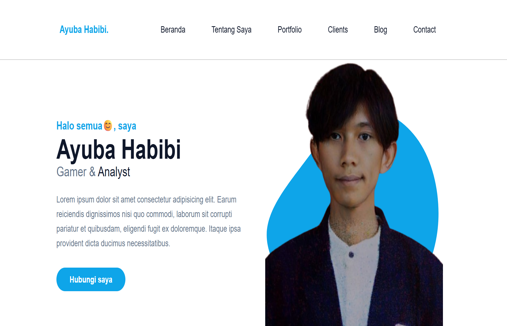 Ayuba Habibi.
Beranda Tentang Saya Portfolio Clients Blog Contact
Halo semua😊, saya
Ayuba Habibi
Gamer & Analyst
Lorem ipsum dolor sit amet consectetur adipisicing elit. Earum
reiciendis dignissimos nisi quo commodi, laborum sit corrupti
pariatur et quibusdam, eligendi fugit ex doloremque. Itaque ipsa
provident dicta ducimus necessitatibus.
Hubungi saya